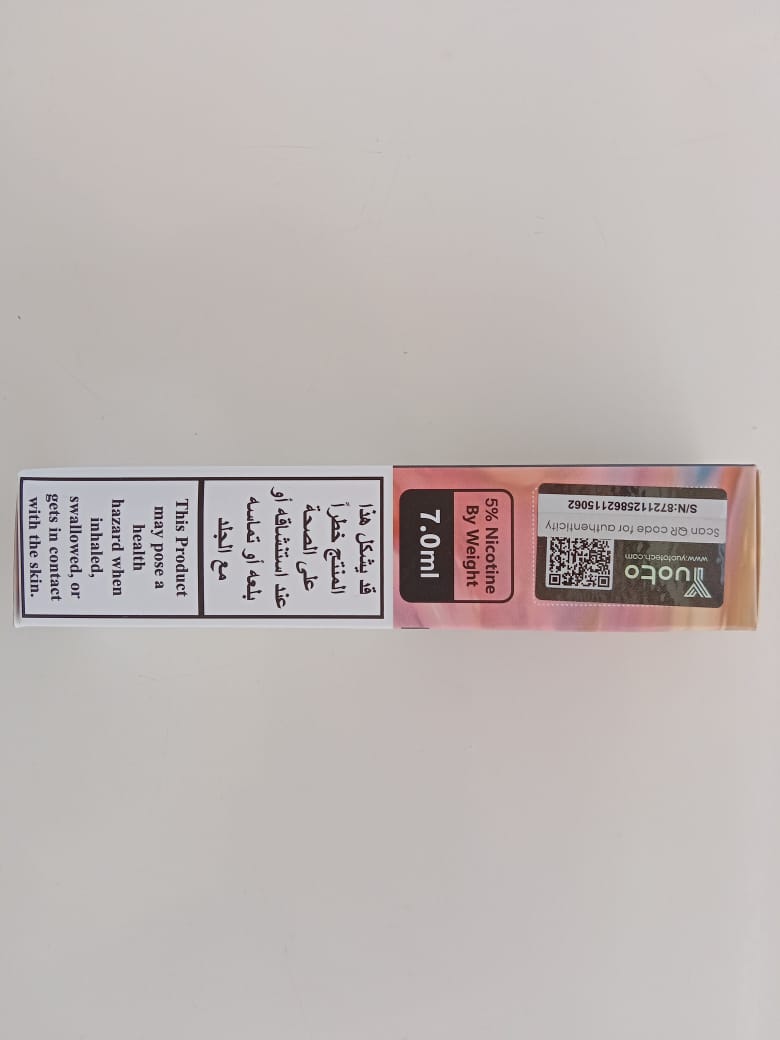 Yuoto
www.yuototech.com
Scan QR code for authenticity
S/N:872112586211​5062
5% Nicotine
By Weight
7.0ml
قد يشكل هذا
المنتج خطراً
على الصحة
عند استنشاقه أو
بلعه أو تماسه
مع الجلد
This Product
may pose a
health
hazard when
inhaled,
swallowed, or
gets in contact
with the skin.